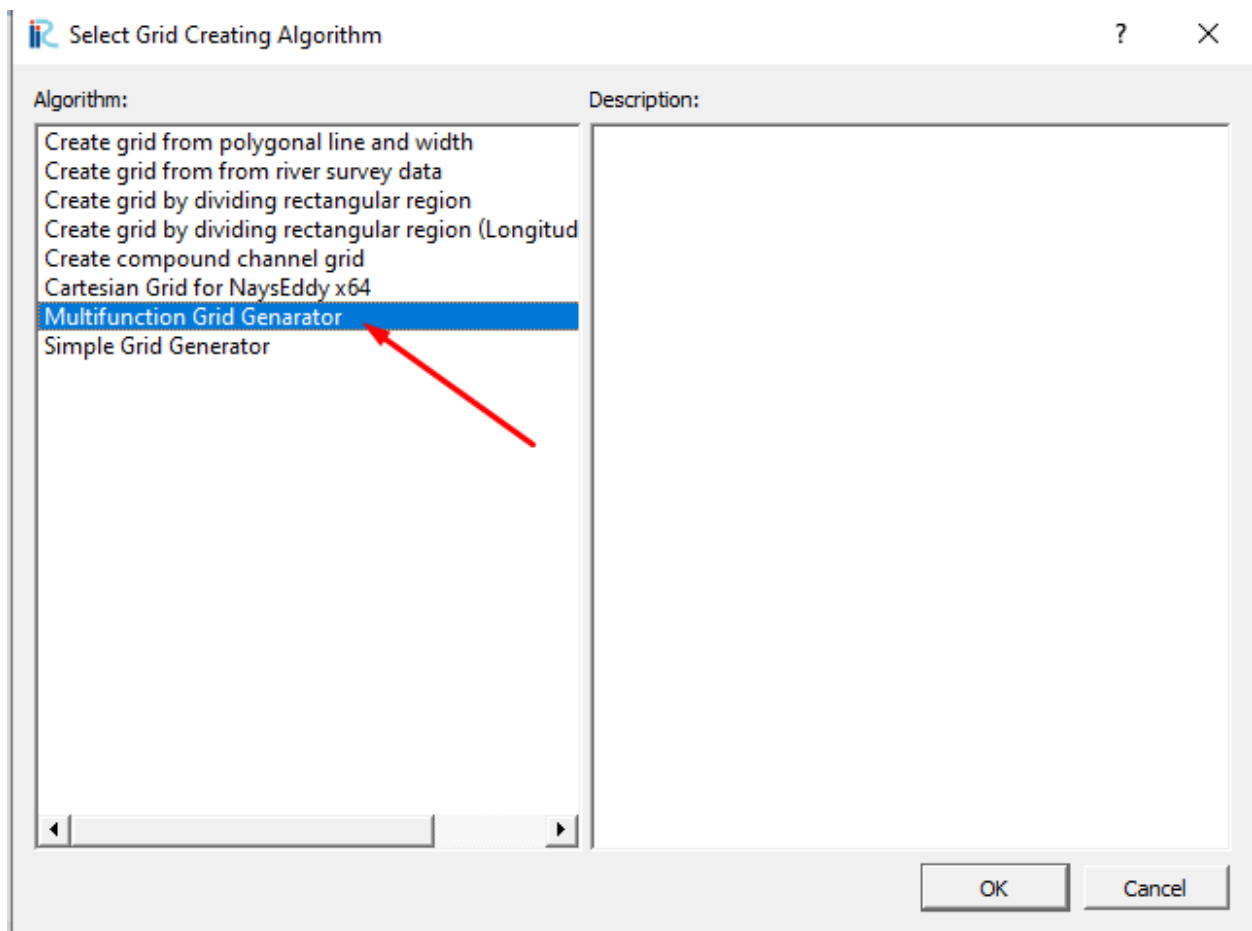 iRC Select Grid Creating Algorithm ?
Algorithm:
Description:
Create grid from polygonal line and width
Create grid from from river survey data
Create grid by dividing rectangular region
Create grid by dividing rectangular region (Longitud
Create compound channel grid
Cartesian Grid for NaysEddy x64
Multifunction Grid Genarator
Simple Grid Generator
OK
Cancel